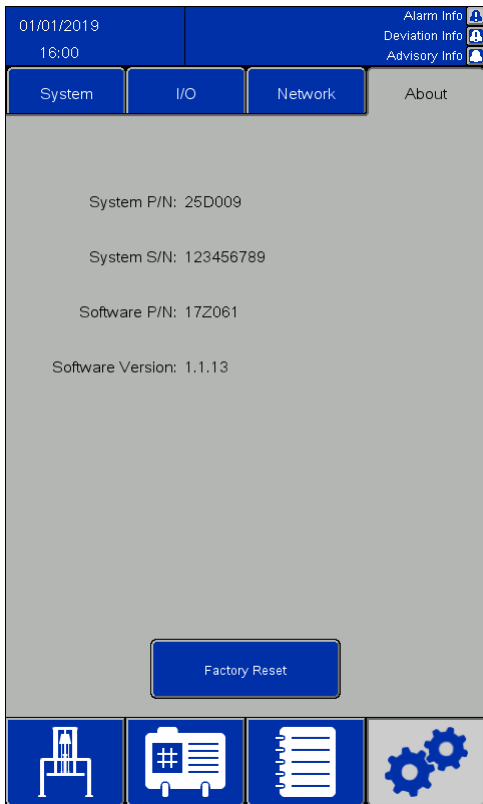 01/01/2019
16:00
Alarm Info
Deviation Info
Advisory Info
System
I/O
Network
About
System P/N: 25D009
System S/N: 123456789
Software P/N: 17Z061
Software Version: 1.1.13
Factory Reset
#